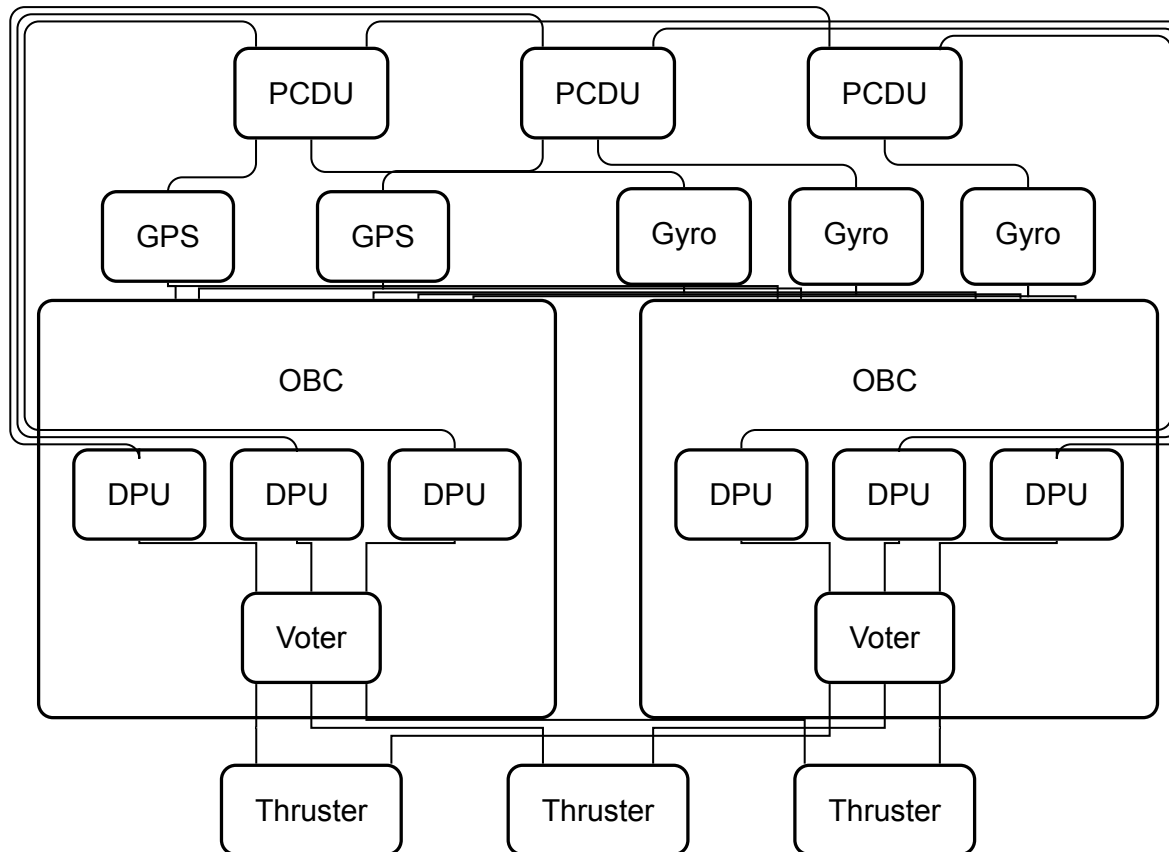 PCDU
PCDU
PCDU
GPS
GPS
Gyro
Gyro
Gyro
OBC
OBC
DPU
DPU
DPU
DPU
DPU
DPU
Voter
Voter
Thruster
Thruster
Thruster